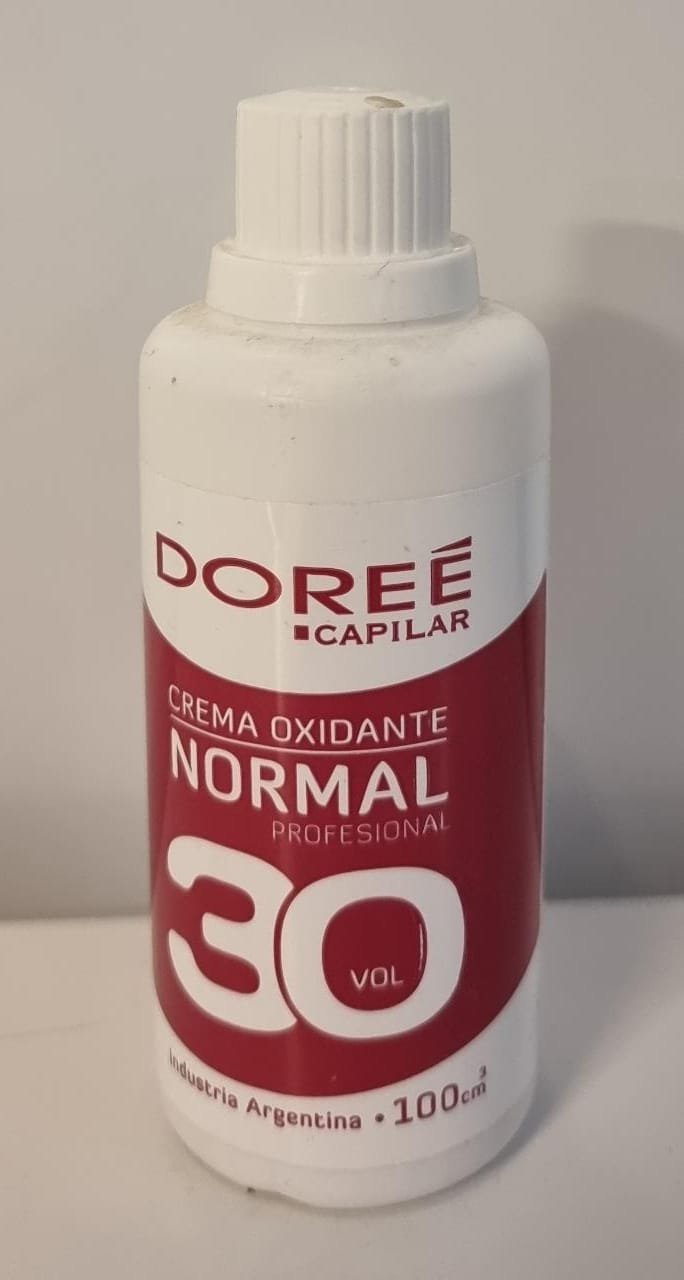 DOREÉ
CAPILAR
CREMA OXIDANTE
NORMAL
PROFESIONAL
30
VOL
Industria Argentina • 100cm³